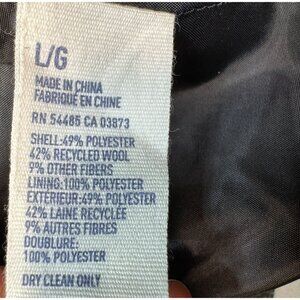 L/G
MADE IN CHINA
FABRIQUÉ EN CHINE
RN 54485 CA 03873
SHELL:49% POLYESTER
42% RECYCLED WOOL
9% OTHER FIBERS
LINING:100% POLYESTER
EXTERIEUR:49% POLYESTER
42% LAINE RECYCLÉE
9% AUTRES FIBRES
DOUBLURE:
100% POLYESTER
DRY CLEAN ONLY